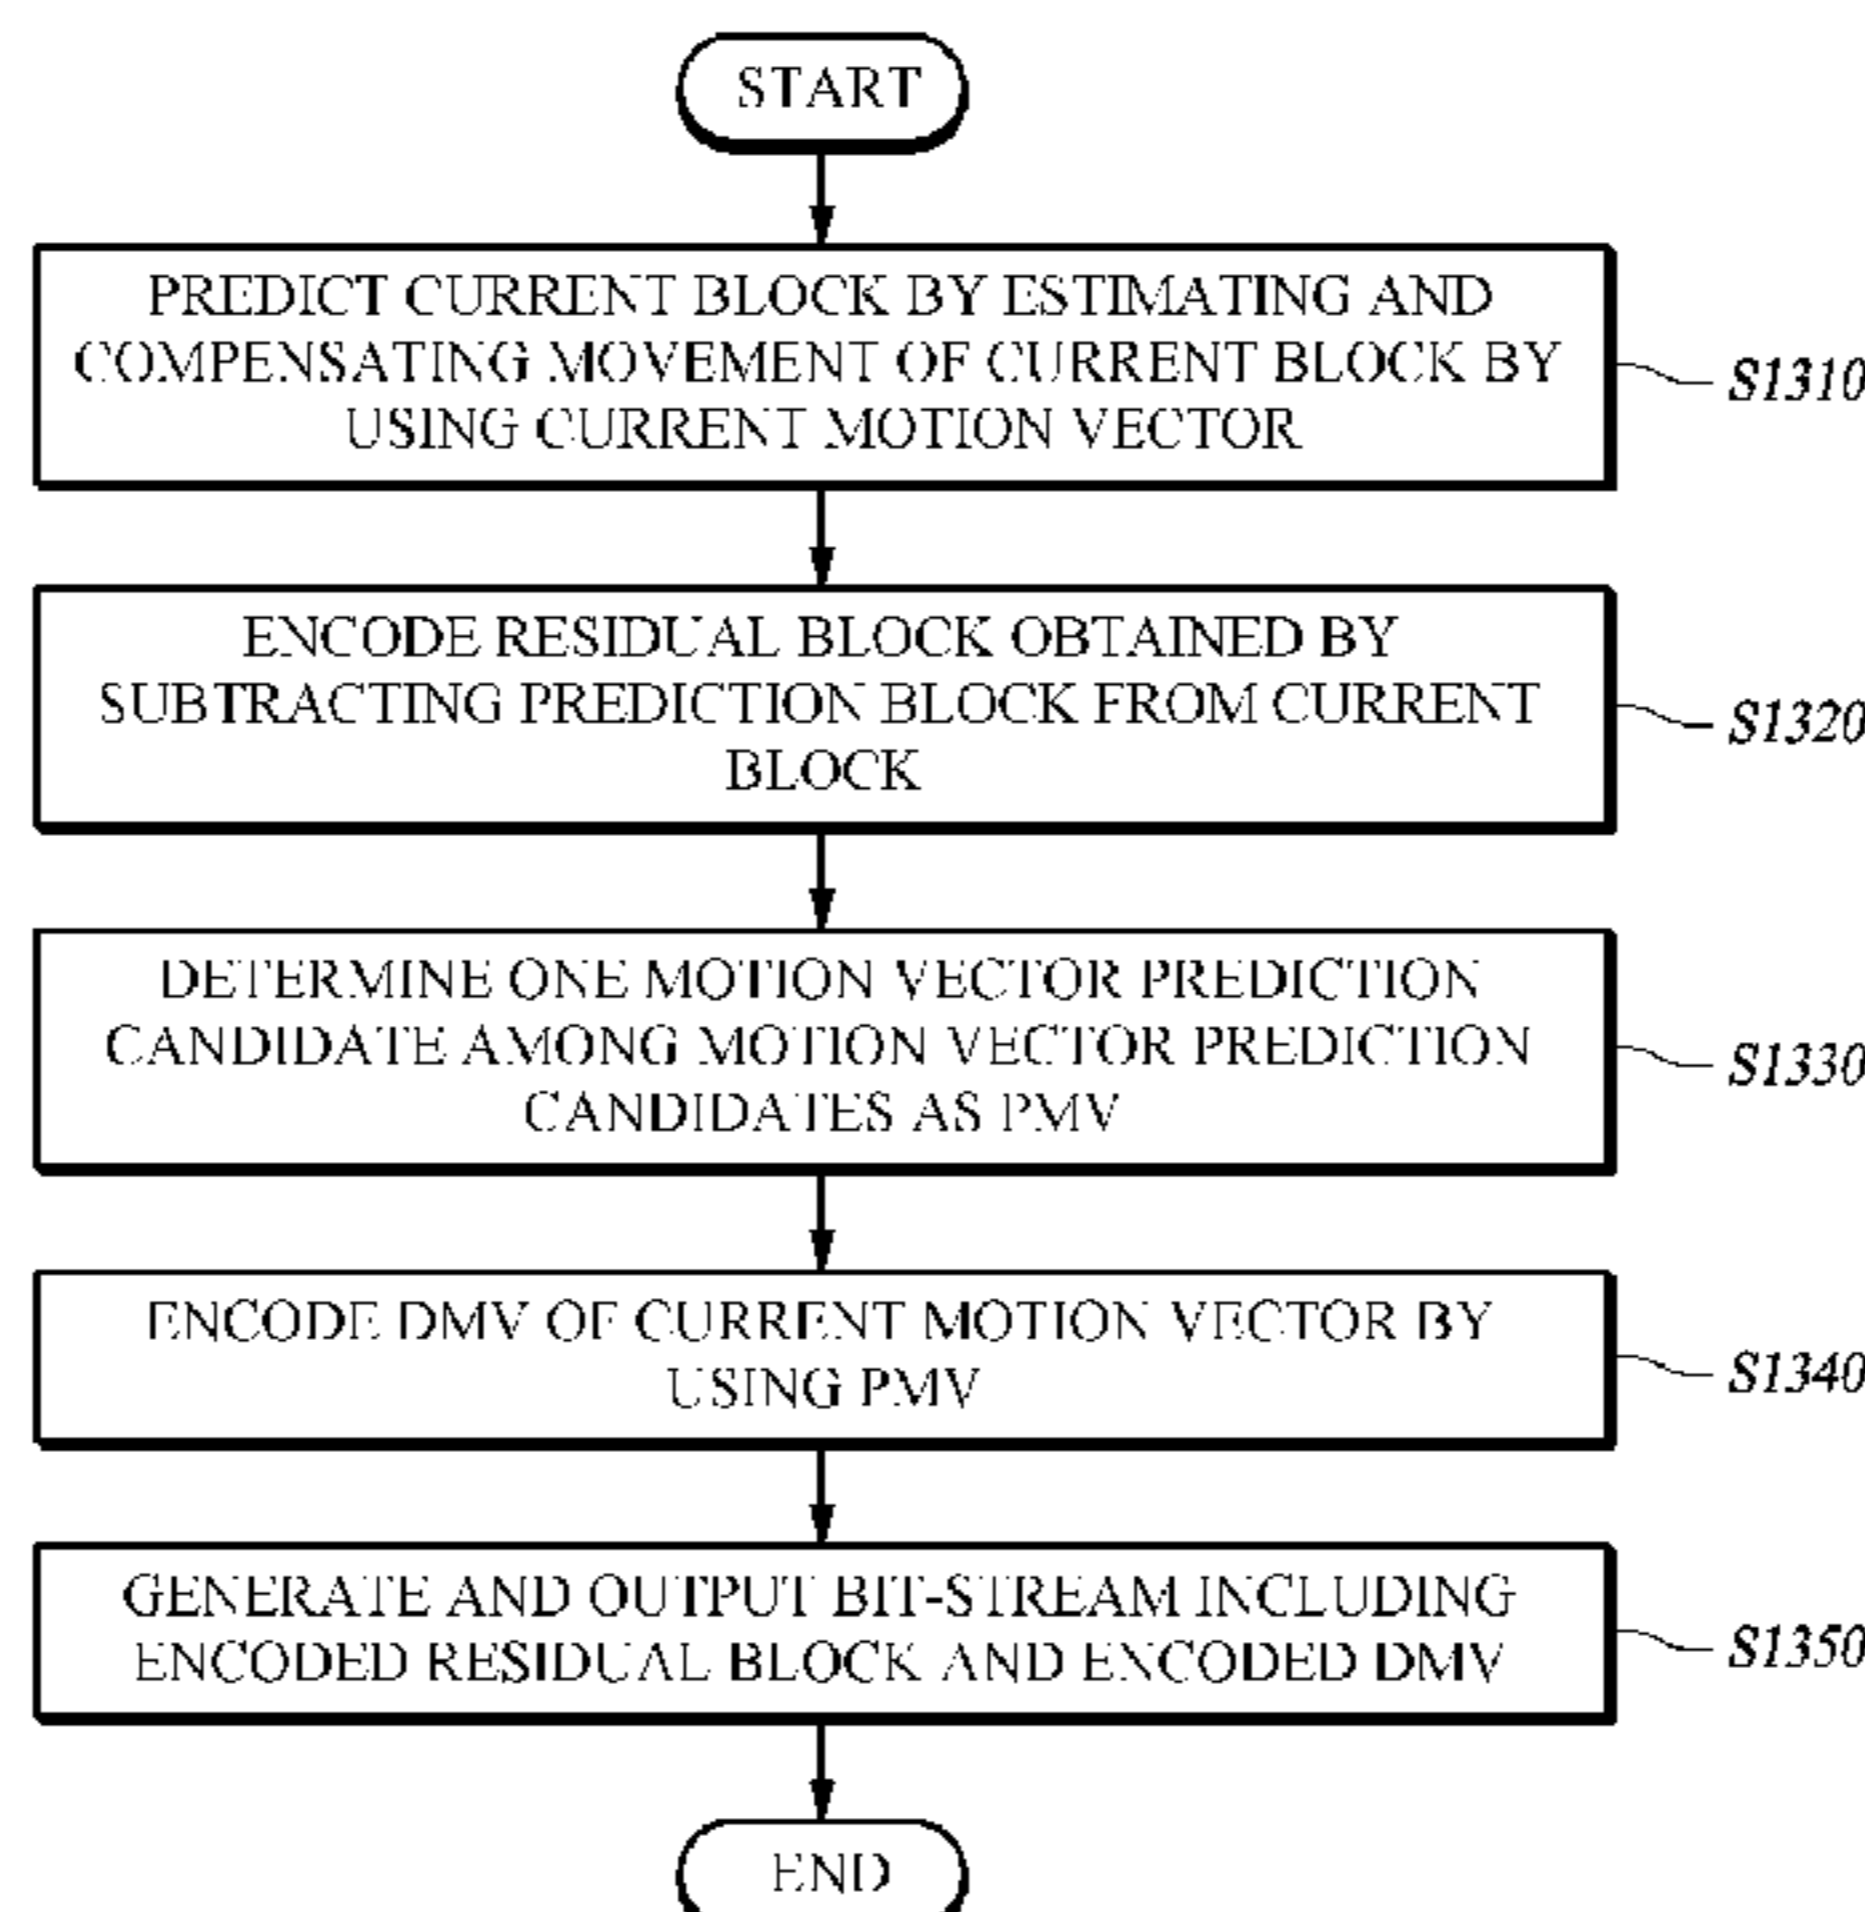 START
PREDICT CURRENT BLOCK BY ESTIMATING AND
COMPENSATING MOVEMENT OF CURRENT BLOCK BY
USING CURRENT MOTION VECTOR
S1310
ENCODE RESIDUAL BLOCK OBTAINED BY
SUBTRACTING PREDICTION BLOCK FROM CURRENT
BLOCK
S1320
DETERMINE ONE MOTION VECTOR PREDICTION
CANDIDATE AMONG MOTION VECTOR PREDICTION
CANDIDATES AS PMV
S1330
ENCODE DMV OF CURRENT MOTION VECTOR BY
USING PMV
S1340
GENERATE AND OUTPUT BIT-STREAM INCLUDING
ENCODED RESIDUAL BLOCK AND ENCODED DMV
S1350
END